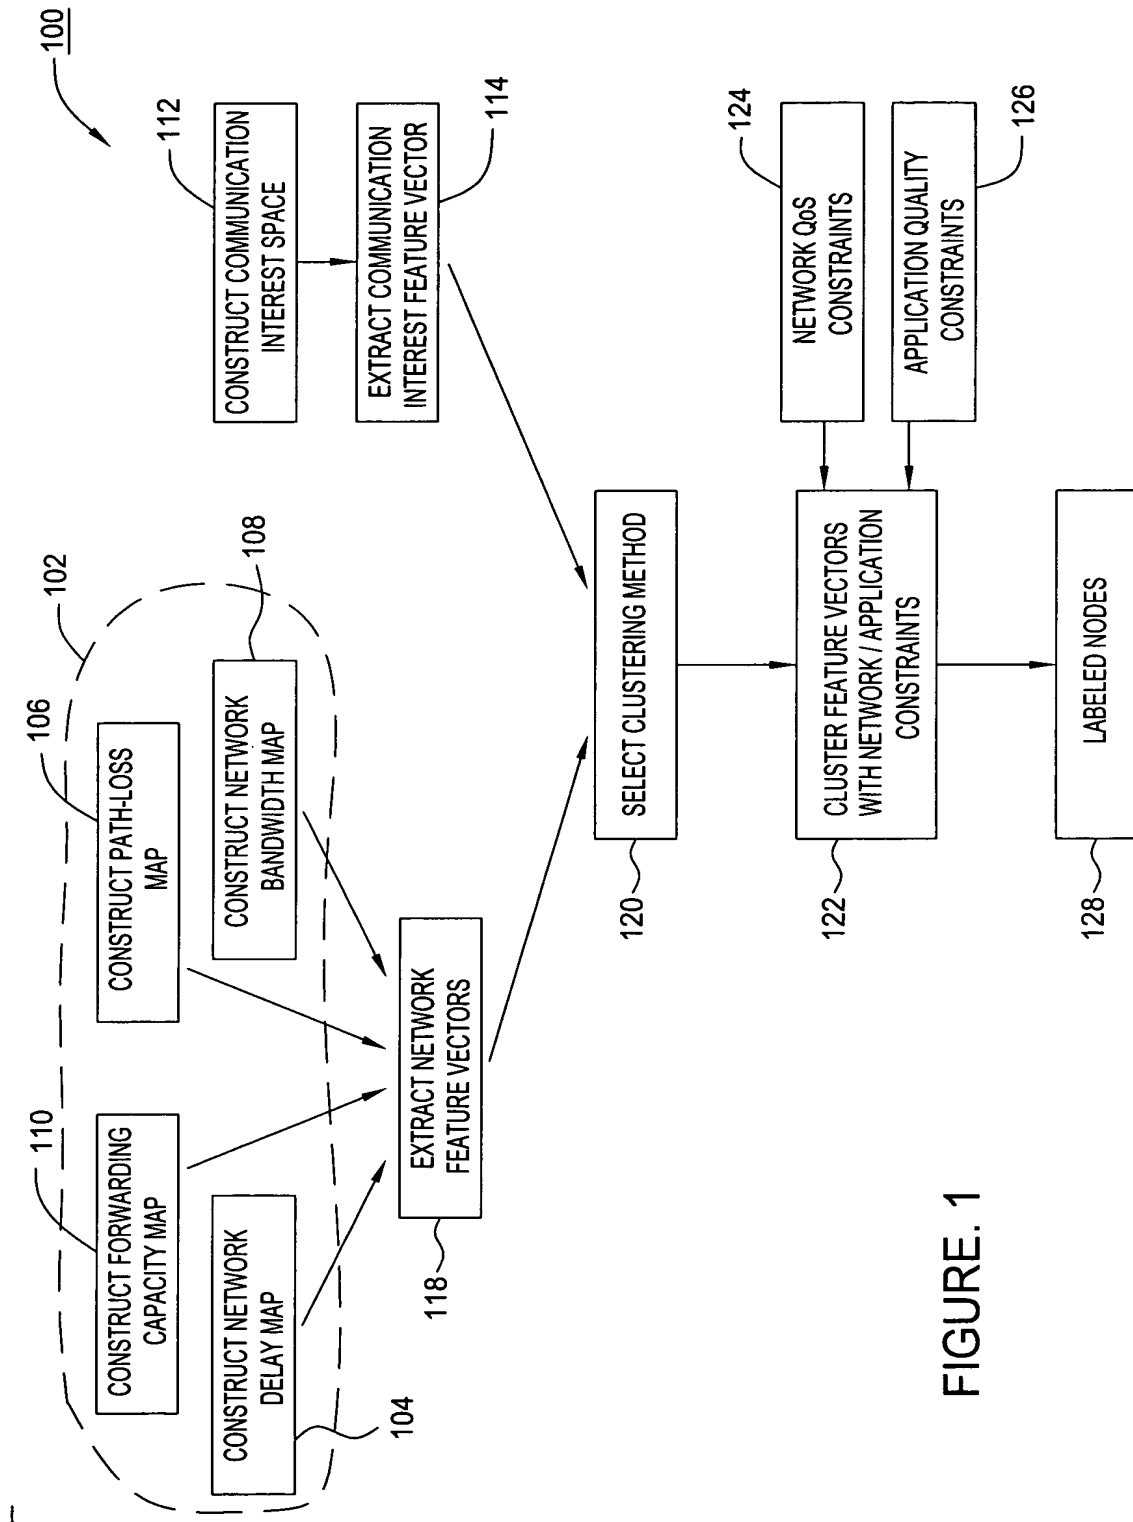 100
102
110
CONSTRUCT FORWARDING
CAPACITY MAP
106
CONSTRUCT PATH-LOSS
MAP
CONSTRUCT NETWORK
DELAY MAP
104
CONSTRUCT NETWORK
BANDWIDTH MAP
108
112
CONSTRUCT COMMUNICATION
INTEREST SPACE
EXTRACT COMMUNICATION
INTEREST FEATURE VECTOR
114
EXTRACT NETWORK
FEATURE VECTORS
118
SELECT CLUSTERING METHOD
120
CLUSTER FEATURE VECTORS
WITH NETWORK / APPLICATION
CONSTRAINTS
122
NETWORK QoS
CONSTRAINTS
124
APPLICATION QUALITY
CONSTRAINTS
126
LABELED NODES
128
FIGURE. 1